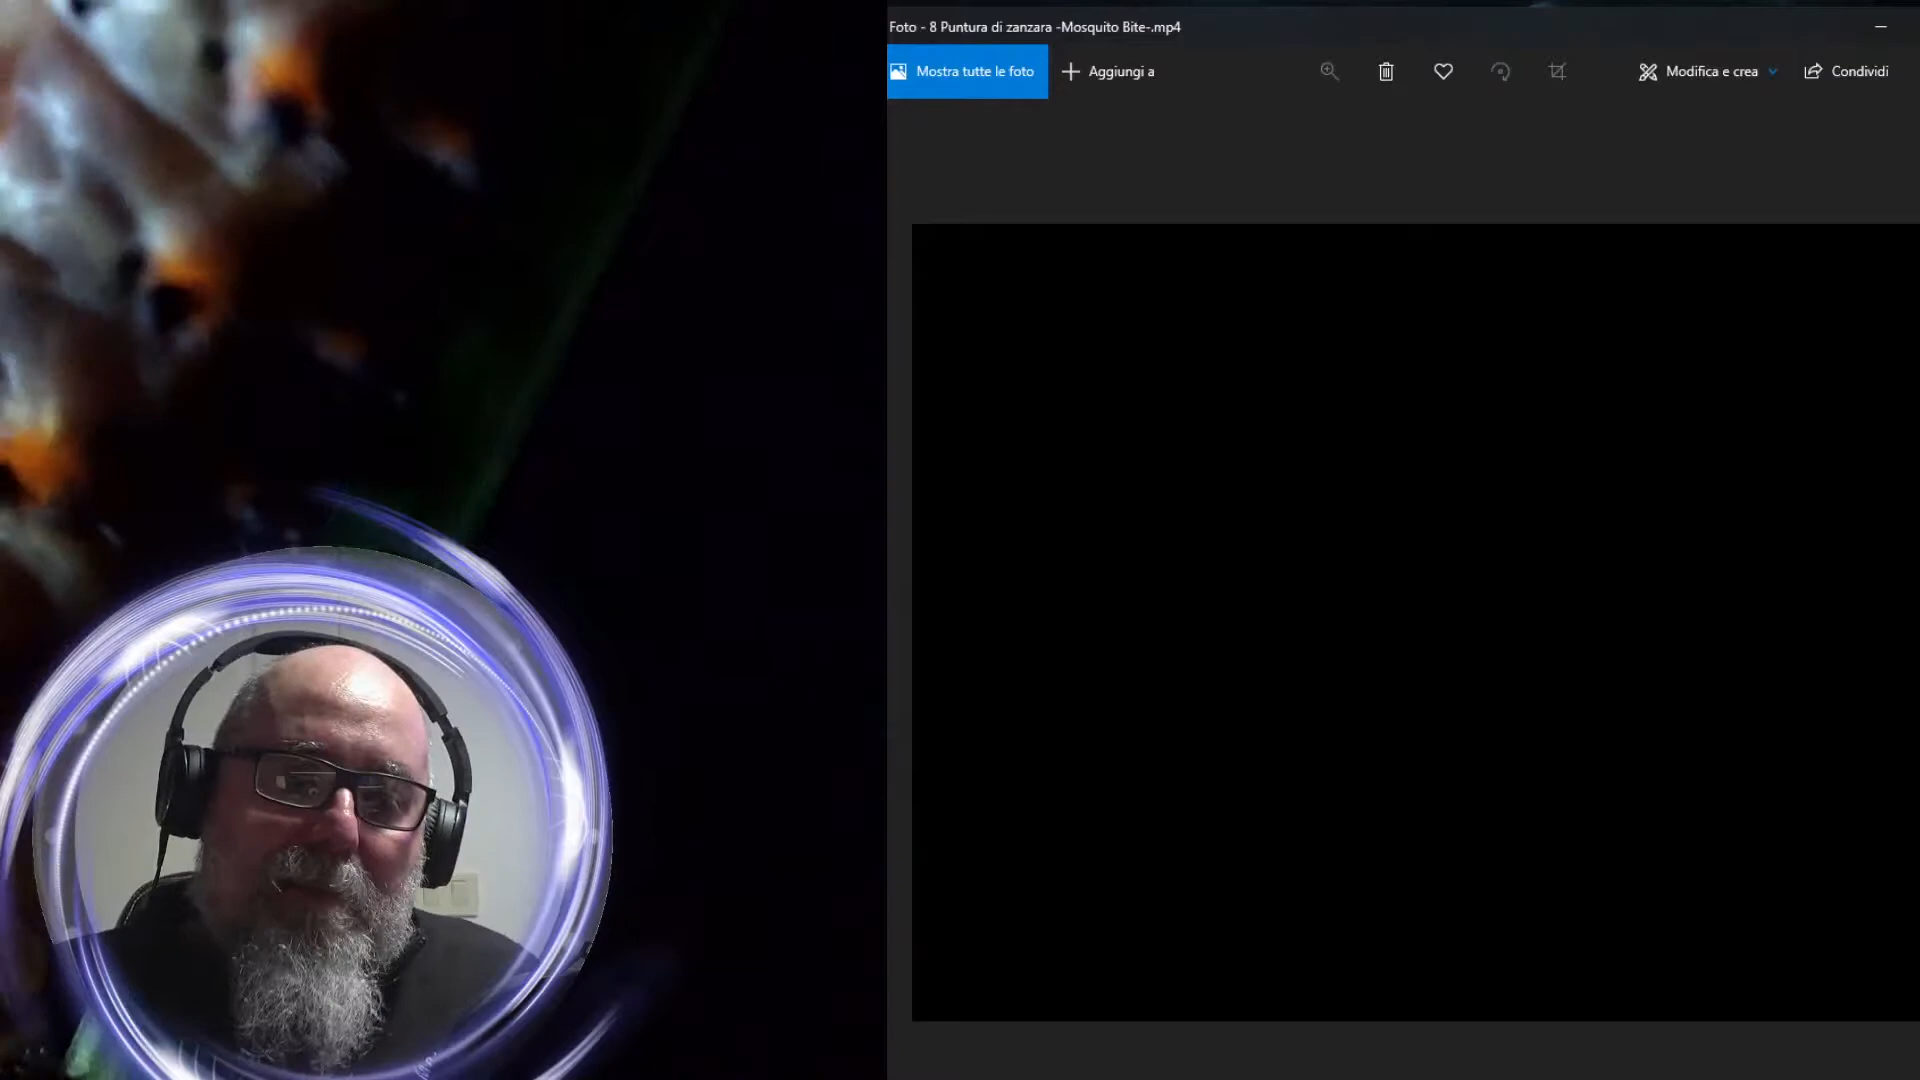 Foto - 8 Puntura di zanzara -Mosquito Bite-.mp4
Mostra tutte le foto
Aggiungi a
Modifica e crea
Condividi